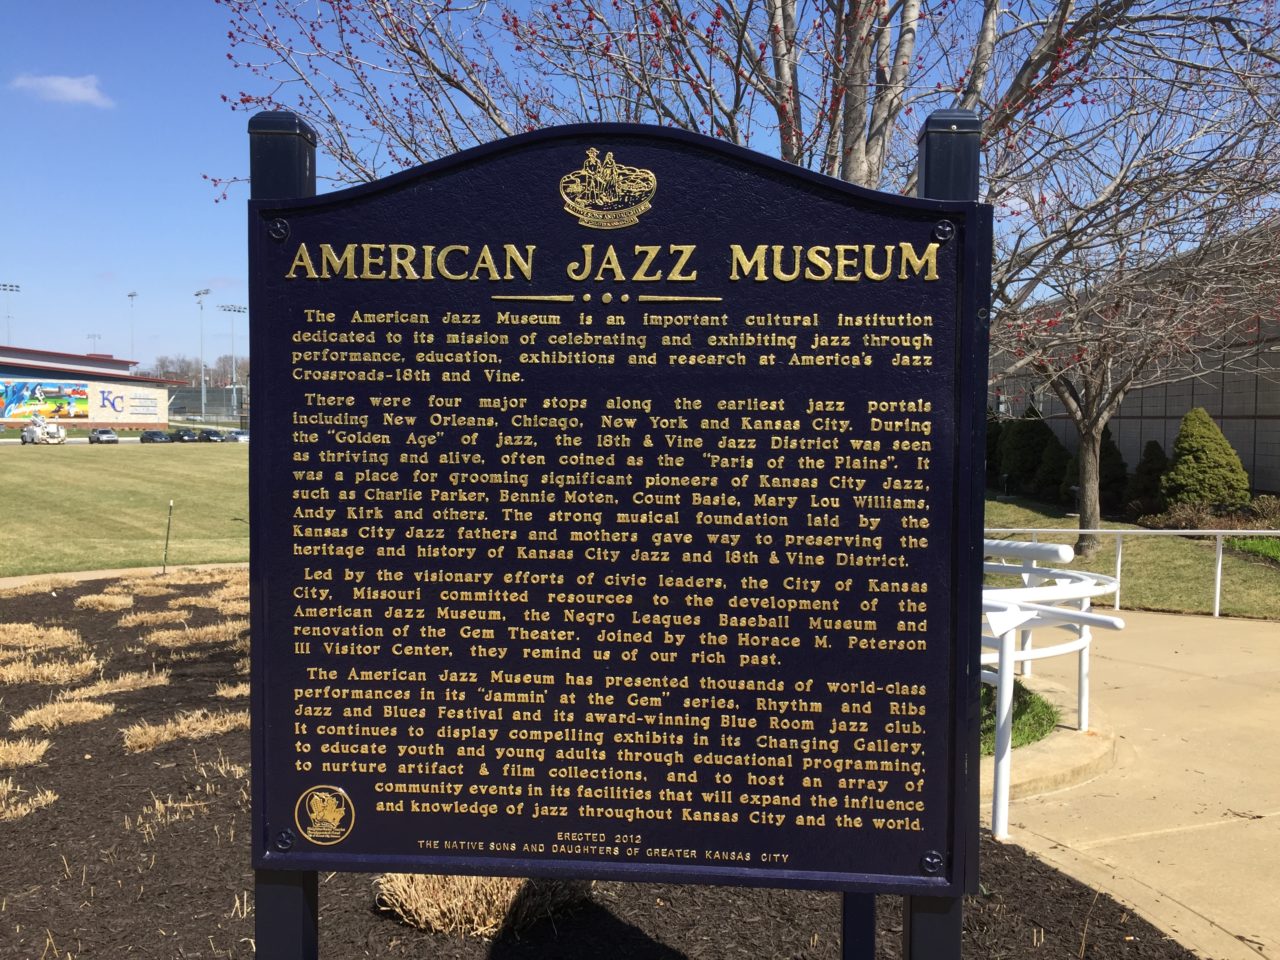 AMERICAN JAZZ MUSEUM
The American Jazz Museum is an important cultural institution
dedicated to its mission of celebrating and exhibiting jazz through
performance, education, exhibitions and research at America's Jazz
Crossroads-18th and Vine.
There were four major stops along the earliest jazz portals
including New Orleans, Chicago, New York and Kansas City. During
the "Golden Age" of jazz, the 18th & Vine Jazz District was seen
as thriving and alive, often coined as the "Paris of the Plains". It
was a place for grooming significant pioneers of Kansas City Jazz,
such as Charlie Parker, Bennie Moten, Count Basie, Mary Lou Williams,
Andy Kirk and others. The strong musical foundation laid by the
Kansas City Jazz fathers and mothers gave way to preserving the
heritage and history of Kansas City Jazz and 18th & Vine District.
Led by the visionary efforts of civic leaders, the City of Kansas
City, Missouri committed resources to the development of the
American Jazz Museum, the Negro Leagues Baseball Museum and
renovation of the Gem Theater. Joined by the Horace M. Peterson
III Visitor Center, they remind us of our rich past.
The American Jazz Museum has presented thousands of world-class
performances in its "Jammin' at the Gem" series, Rhythm and Ribs
Jazz and Blues Festival and its award-winning Blue Room jazz club.
It continues to display compelling exhibits in its Changing Gallery,
to educate youth and young adults through educational programming,
to nurture artifact & film collections, and to host an array of
community events in its facilities that will expand the influence
and knowledge of jazz throughout Kansas City and the world.
ERECTED 2012
THE NATIVE SONS AND DAUGHTERS OF GREATER KANSAS CITY
KC